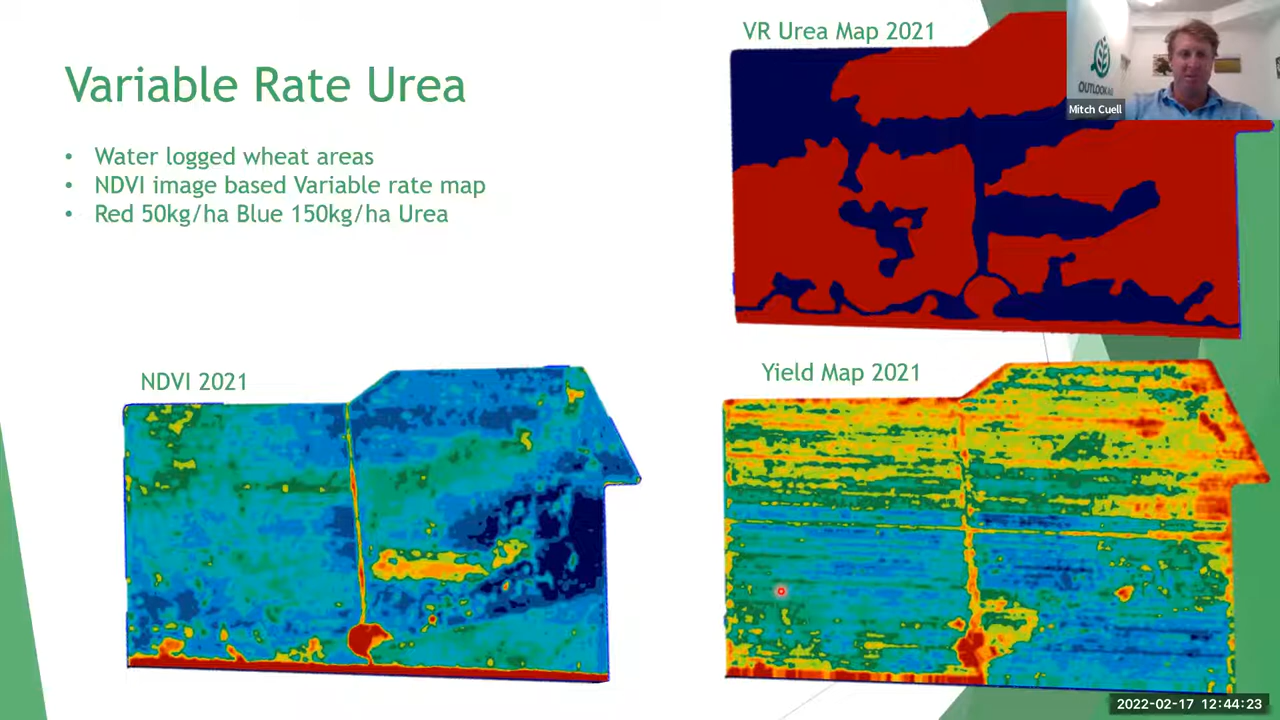 Variable Rate Urea
• Water logged wheat areas
• NDVI image based Variable rate map
• Red 50kg/ha Blue 150kg/ha Urea
VR Urea Map 2021
Mitch Cuell
NDVI 2021
Yield Map 2021
2022-02-17 12:44:23